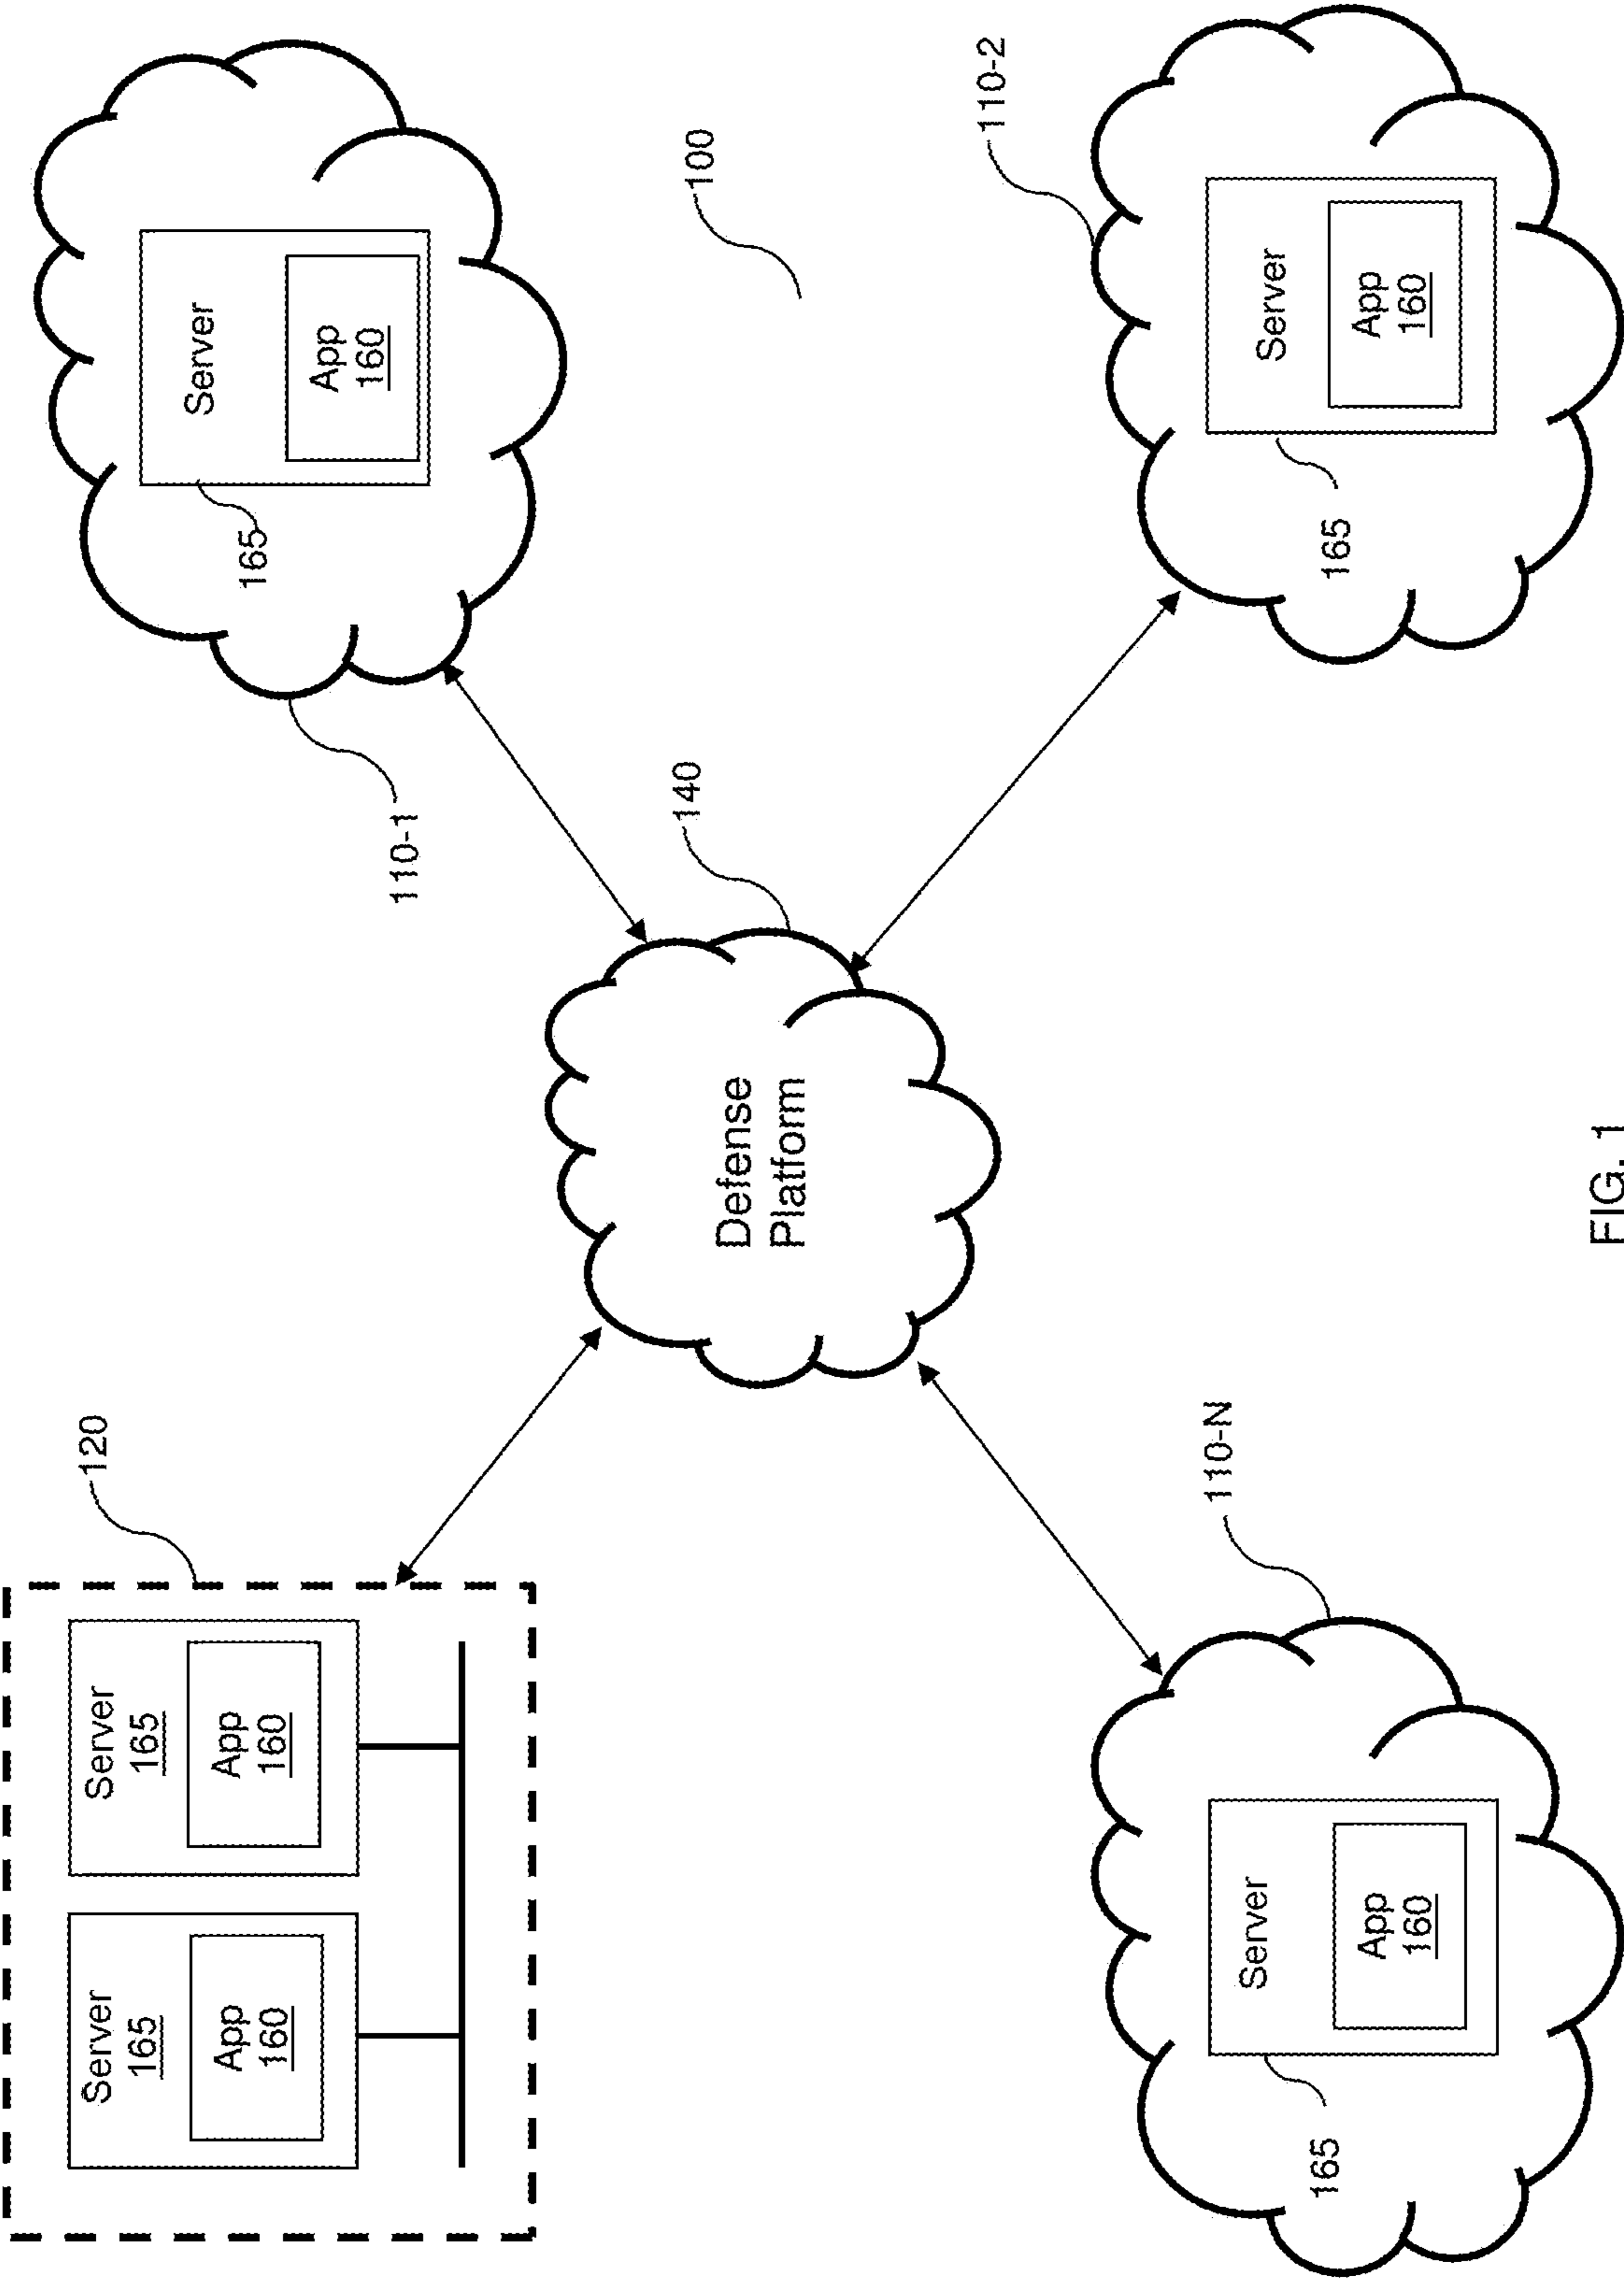 Server
165
App
160
Server
165
App
160
120
Server
App
160
165
110-1
100
140
Defense
Platform
110-N
Server
App
160
165
110-2
Server
App
160
165
FIG. 1